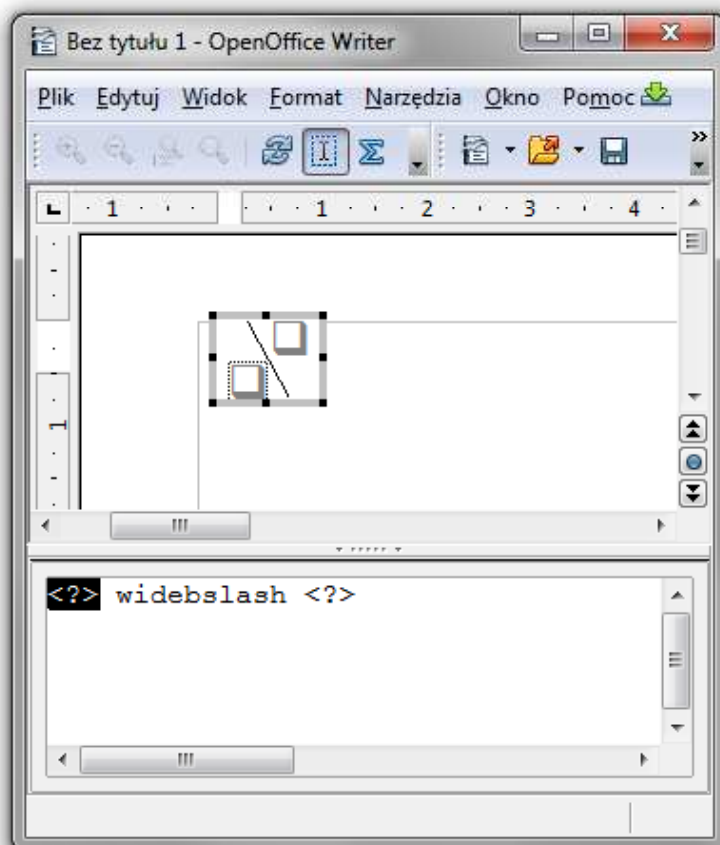 Bez tytułu 1 - OpenOffice Writer
Plik Edytuj Widok Format Narzędzia Okno Pomoc
1 1 2 3 4
1
<?> widebslash <?>